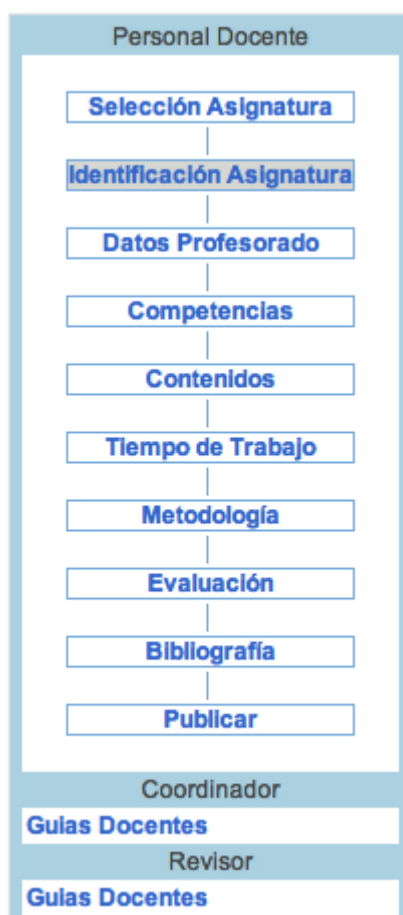 Personal Docente
Selección Asignatura
Identificación Asignatura
Datos Profesorado
Competencias
Contenidos
Tiempo de Trabajo
Metodología
Evaluación
Bibliografía
Publicar
Coordinador
Guias Docentes
Revisor
Guias Docentes